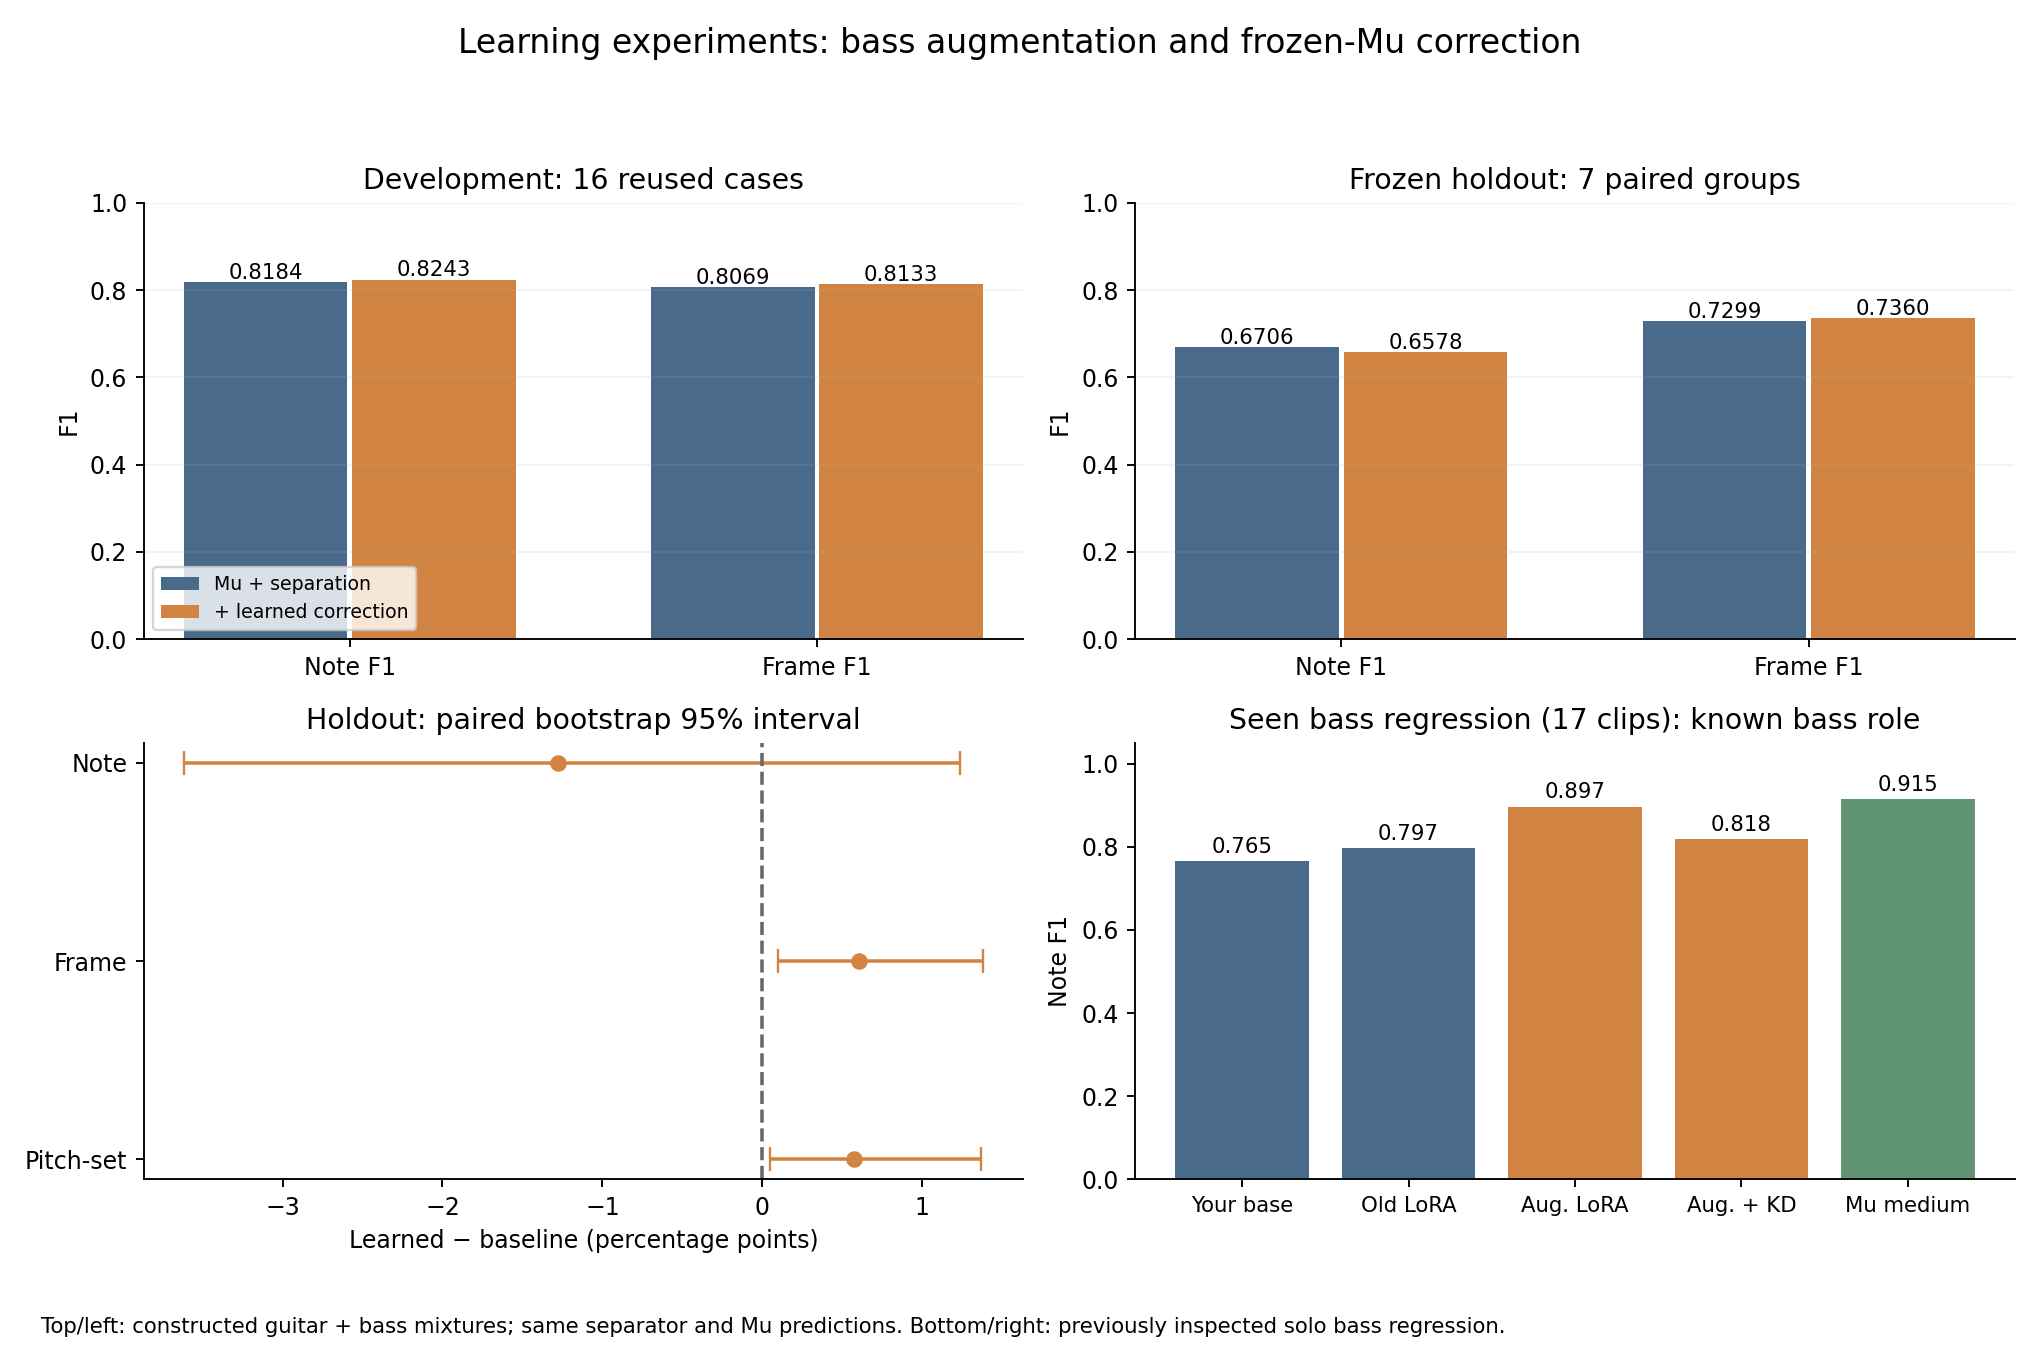 Learning experiments: bass augmentation and frozen-Mu correction
Development: 16 reused cases
1.0
0.8
0.6
0.4
0.2
0.0
F1
0.8184
0.8243
0.8069
0.8133
Mu + separation
+ learned correction
Note F1
Frame F1
Frozen holdout: 7 paired groups
1.0
0.8
0.6
0.4
0.2
0.0
F1
0.6706
0.6578
0.7299
0.7360
Note F1
Frame F1
Holdout: paired bootstrap 95% interval
Note
Frame
Pitch-set
−3
−2
−1
0
1
Learned − baseline (percentage points)
Seen bass regression (17 clips): known bass role
1.0
0.8
0.6
0.4
0.2
0.0
Note F1
0.765
0.797
0.897
0.818
0.915
Your base
Old LoRA
Aug. LoRA
Aug. + KD
Mu medium
Top/left: constructed guitar + bass mixtures; same separator and Mu predictions. Bottom/right: previously inspected solo bass regression.